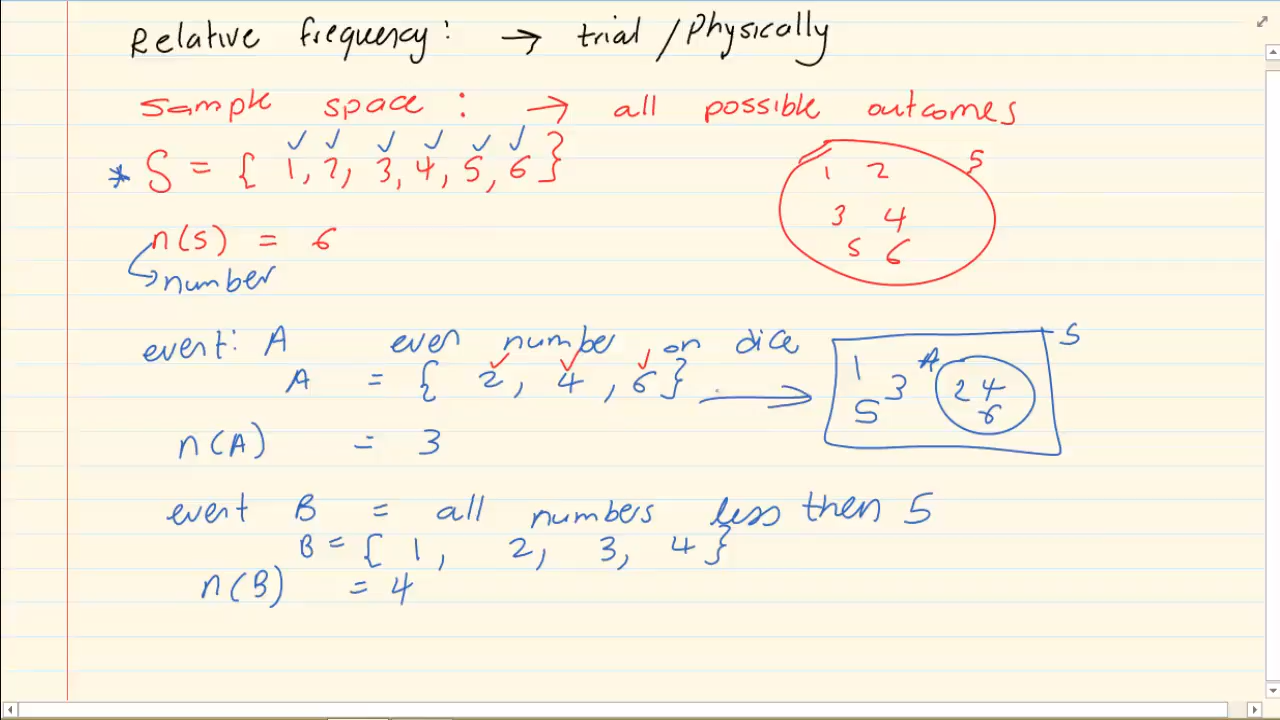 Relative frequency: → trial / Physically
Sample space: → all possible outcomes
* S = { 1, 2, 3, 4, 5, 6 }
1 2 S
3 4
5 6
n(S) = 6
number
event: A even number on dice
A = { 2, 4, 6 }
S
1 3 5 A 2 4 6
n(A) = 3
event B = all numbers less then 5
B = { 1, 2, 3, 4 }
n(B) = 4